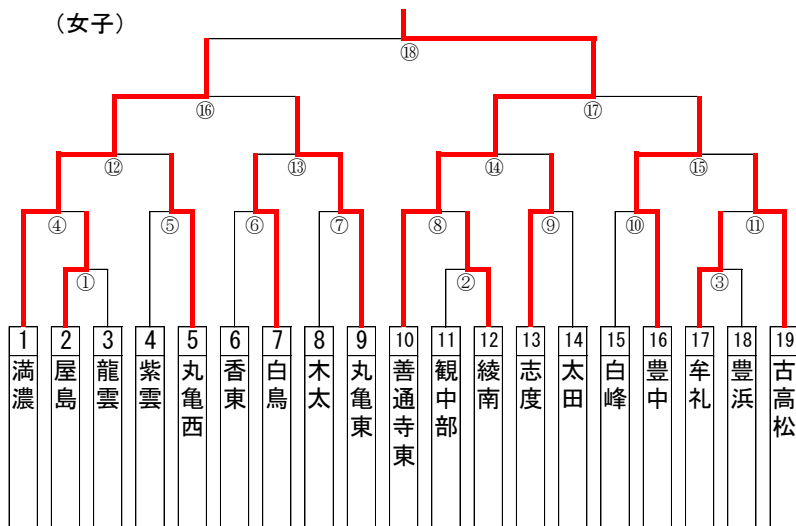 （女子）
⑱
⑯
⑰
⑫
⑬
⑭
⑮
④
⑤
⑥
⑦
⑧
⑨
⑩
⑪
①
②
③
1 2 3 4 5 6 7 8 9 10 11 12 13 14 15 16 17 18 19
満濃
屋島
龍雲
紫雲
丸亀西
香東
白鳥
木太
丸亀東
善通寺東
観中部
綾南
志度
太田
白峰
豊中
牟礼
豊浜
古高松